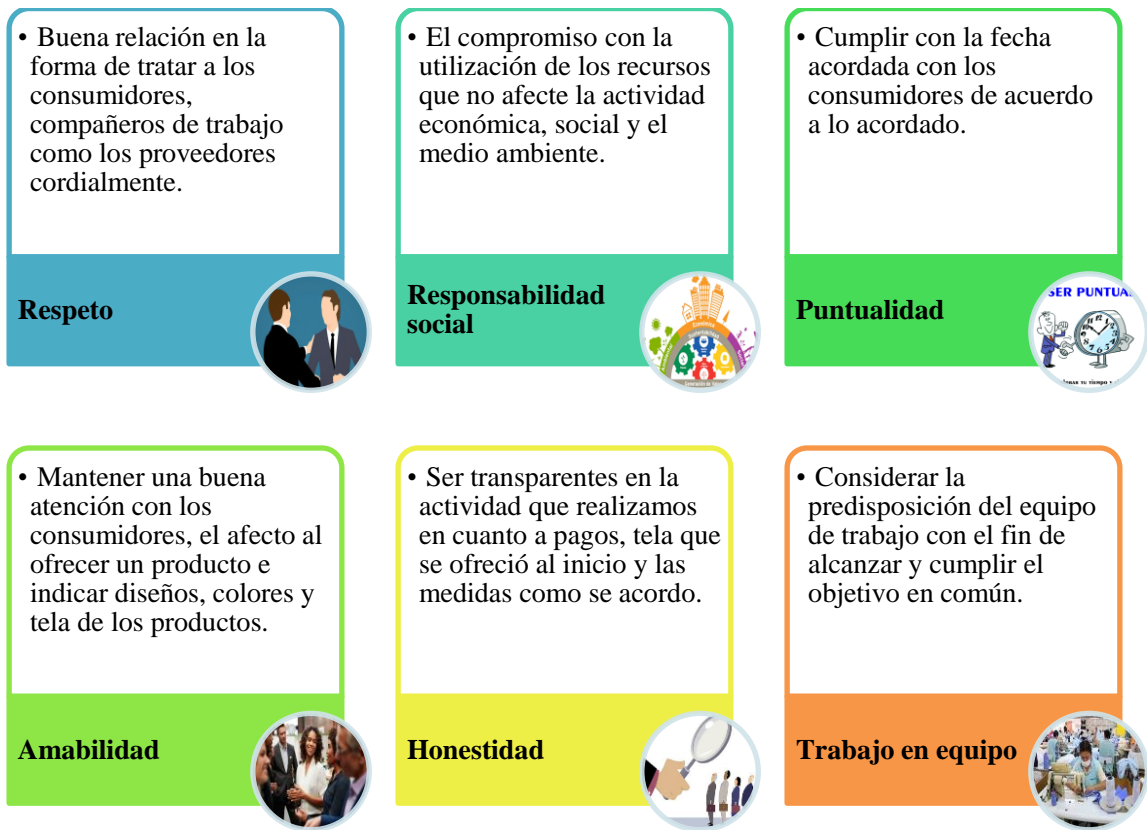 • Buena relación en la
forma de tratar a los
consumidores,
compañeros de trabajo
como los proveedores
cordialmente.
Respeto
• El compromiso con la
utilización de los recursos
que no afecte la actividad
económica, social y el
medio ambiente.
Responsabilidad
social
• Cumplir con la fecha
acordada con los
consumidores de acuerdo
a lo acordado.
Puntualidad
SER PUNTUA
• Mantener una buena
atención con los
consumidores, el afecto al
ofrecer un producto e
indicar diseños, colores y
tela de los productos.
Amabilidad
• Ser transparentes en la
actividad que realizamos
en cuanto a pagos, tela que
se ofreció al inicio y las
medidas como se acordo.
Honestidad
• Considerar la
predisposición del equipo
de trabajo con el fin de
alcanzar y cumplir el
objetivo en común.
Trabajo en equipo